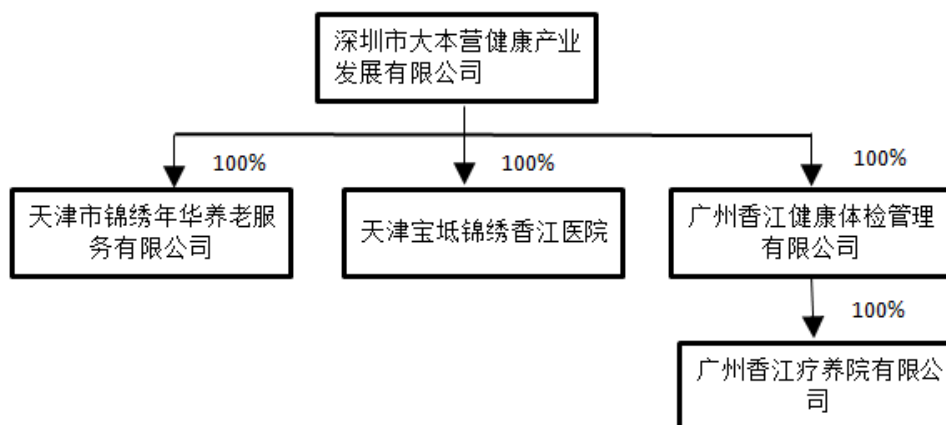 深圳市大本营健康产业
发展有限公司
100%
100%
100%
天津市锦绣年华养老服
务有限公司
天津宝坻锦绣香江医院
广州香江健康体检管理
有限公司
100%
广州香江疗养院有限公
司